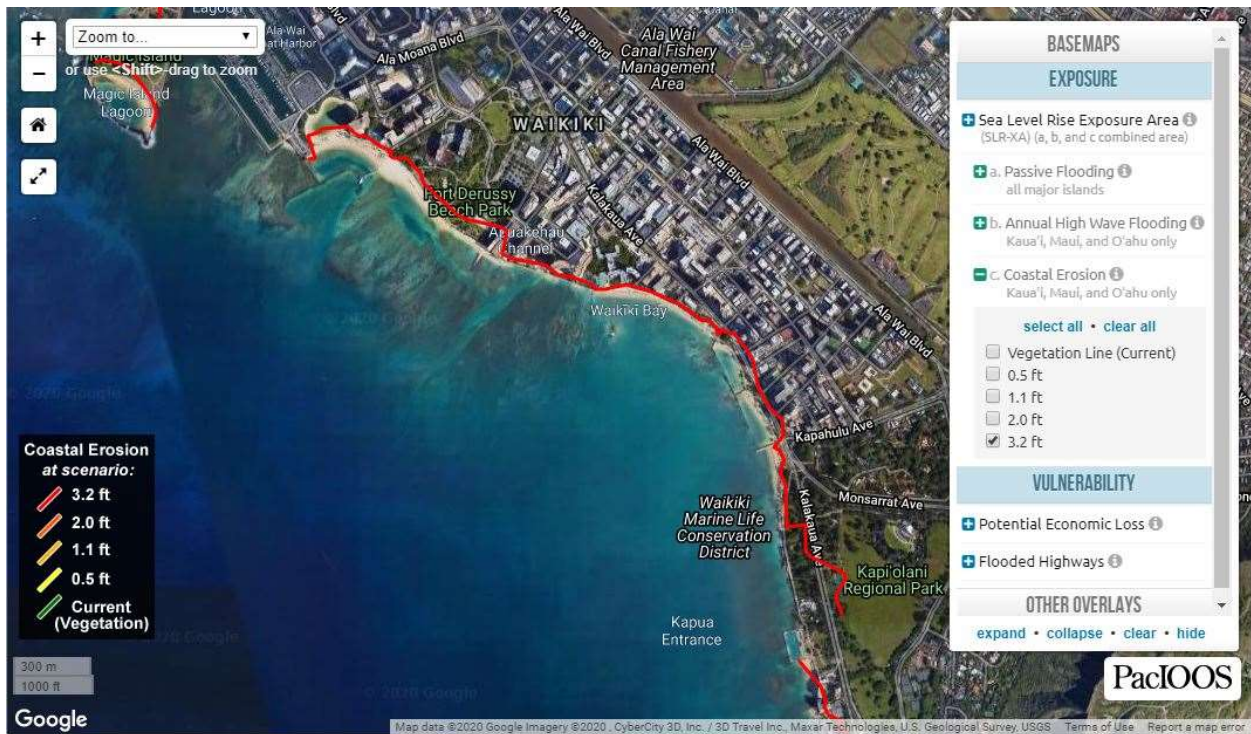 Lagoon
+
−
Zoom to...
or use <Shift>-drag to zoom
Magic Island
Magic Island
Lagoon
Ala Wai
Ala Moana Blvd
Ala Wai Blvd
Ala Wai
Canal Fishery
Management
Area
WAIKIKI
Ala Wai Blvd
Fort Derussy
Beach Park
Kalakaua Ave
Apuakehau
Channel
Waikiki Bay
Ala Wai Blvd
Kapahulu Ave
Monsarrat Ave
Kalakaua Ave
Waikiki
Marine Life
Conservation
District
Kapi'olani
Regional Park
Kapua
Entrance
Coastal Erosion
at scenario:
3.2 ft
2.0 ft
1.1 ft
0.5 ft
Current
(Vegetation)
300 m
1000 ft
Google
BASEMAPS
EXPOSURE
Sea Level Rise Exposure Area
(SLR-XA) (a, b, and c combined area)
a. Passive Flooding
all major islands
b. Annual High Wave Flooding
Kaua'i, Maui, and O'ahu only
c. Coastal Erosion
Kaua'i, Maui, and O'ahu only
select all • clear all
Vegetation Line (Current)
0.5 ft
1.1 ft
2.0 ft
3.2 ft
VULNERABILITY
Potential Economic Loss
Flooded Highways
OTHER OVERLAYS
expand • collapse • clear • hide
PacIOOS
© 2020 Google
Map data ©2020 Google Imagery ©2020 , CyberCity 3D, Inc. / 3D Travel Inc., Maxar Technologies, U.S. Geological Survey, USGS Terms of Use Report a map error